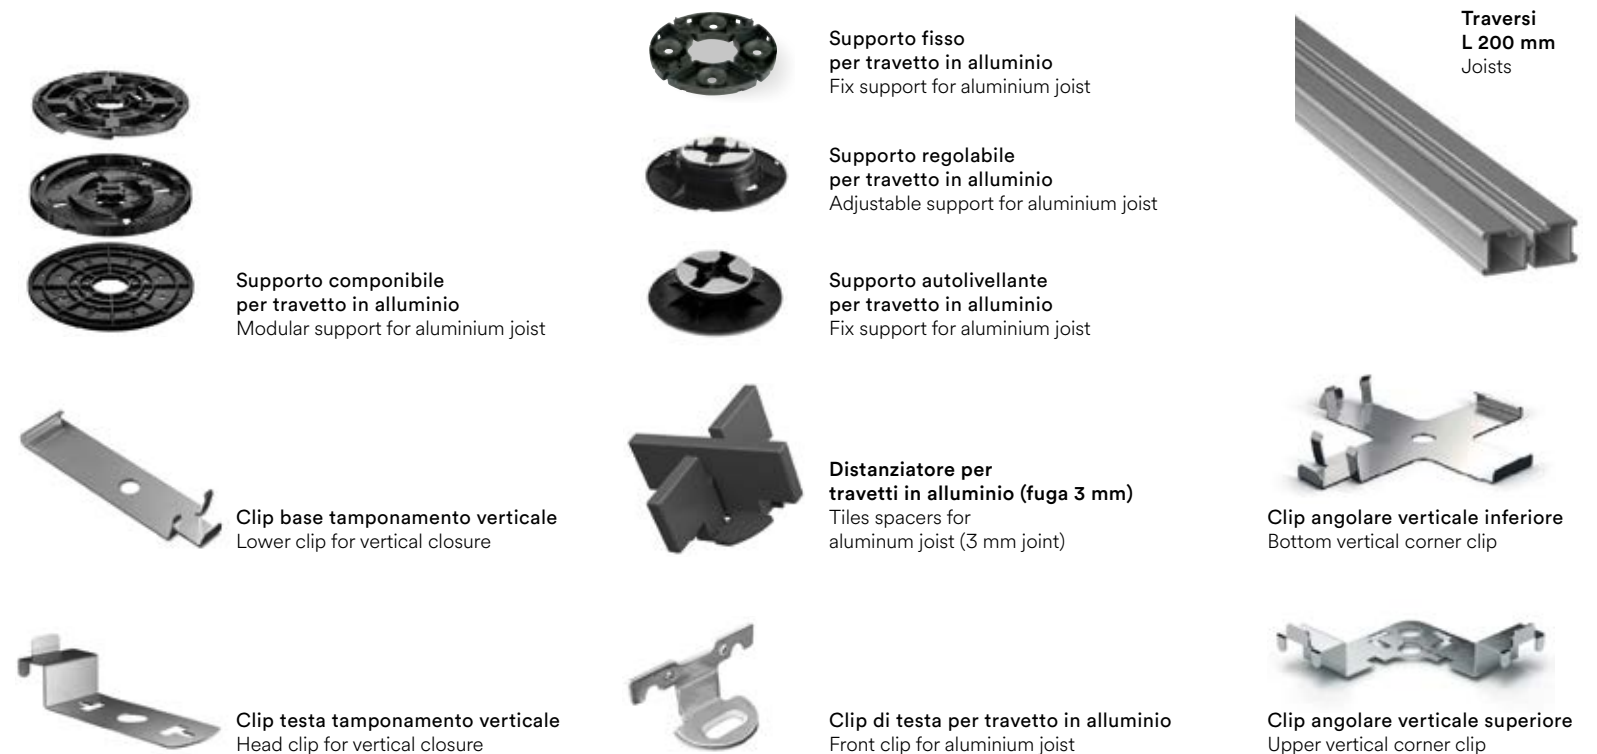 Supporto fisso
per travetto in alluminio
Fix support for aluminium joist
Traversi
L 200 mm
Joists
Supporto regolabile
per travetto in alluminio
Adjustable support for aluminium joist
Supporto componibile
per travetto in alluminio
Modular support for aluminium joist
Supporto autolivellante
per travetto in alluminio
Fix support for aluminium joist
Clip base tamponamento verticale
Lower clip for vertical closure
Distanziatore per
travetti in alluminio (fuga 3 mm)
Tiles spacers for
aluminum joist (3 mm joint)
Clip angolare verticale inferiore
Bottom vertical corner clip
Clip testa tamponamento verticale
Head clip for vertical closure
Clip di testa per travetto in alluminio
Front clip for aluminium joist
Clip angolare verticale superiore
Upper vertical corner clip